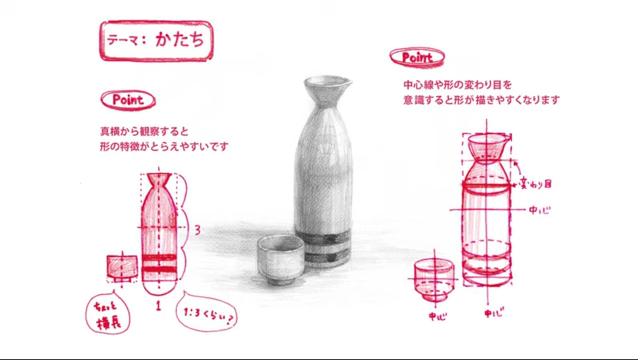 テーマ：かたち
Point
真横から観察すると
形の特徴がとらえやすいです
3
1
ちょっと
横長
1:3くらい？
Point
中心線や形の変わり目を
意識すると形が描きやすくなります
変わり目
中心
中心
中心